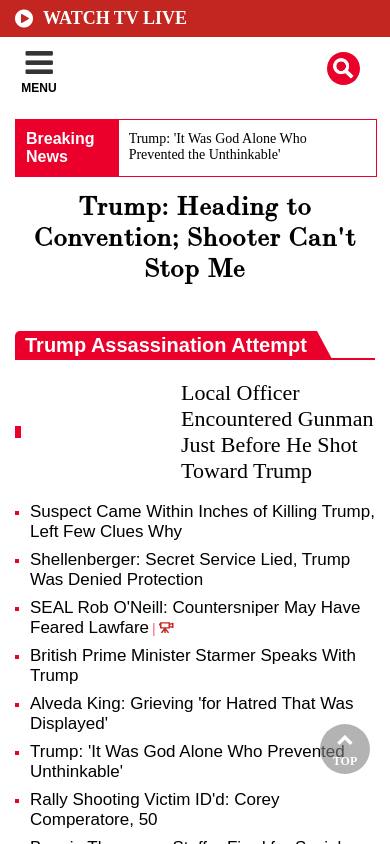 WATCH TV LIVE
MENU
Breaking
News
Trump: 'It Was God Alone Who
Prevented the Unthinkable'
Trump: Heading to
Convention; Shooter Can't
Stop Me
Trump Assassination Attempt
Local Officer
Encountered Gunman
Just Before He Shot
Toward Trump
Suspect Came Within Inches of Killing Trump,
Left Few Clues Why
Shellenberger: Secret Service Lied, Trump
Was Denied Protection
SEAL Rob O'Neill: Countersniper May Have
Feared Lawfare |
British Prime Minister Starmer Speaks With
Trump
Alveda King: Grieving 'for Hatred That Was
Displayed'
Trump: 'It Was God Alone Who Prevented
Unthinkable'
TOP
Rally Shooting Victim ID'd: Corey
Comperatore, 50